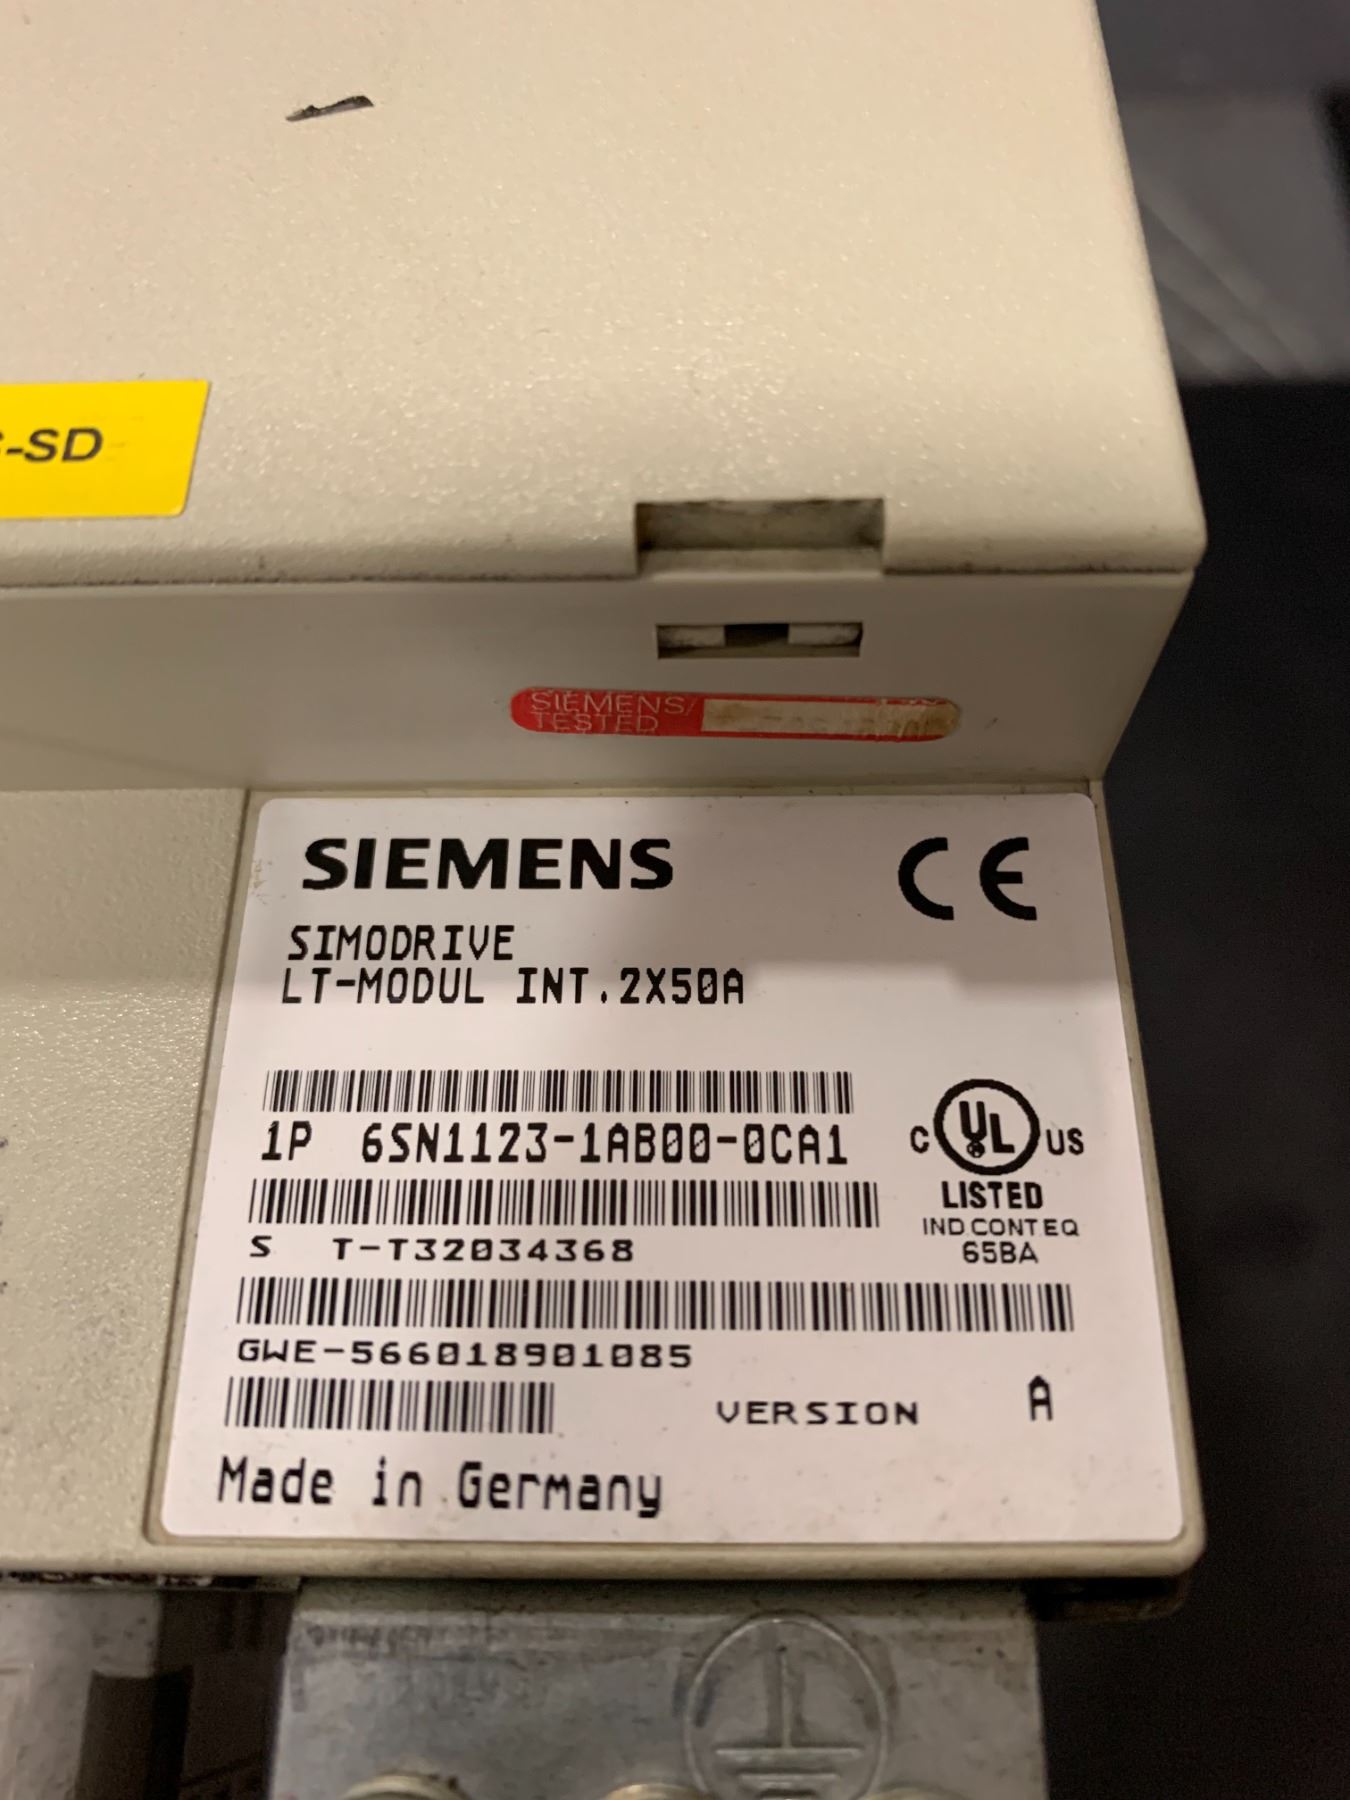 -SD
SIEMENS/
TESTED
SIEMENS
CE
SIMODRIVE
LT-MODUL INT.2X50A
1P 6SN1123-1AB00-0CA1
C UL US
LISTED
IND.CONT.EQ
65BA
S T-T32034368
GWE-566018901085
VERSION A
Made in Germany